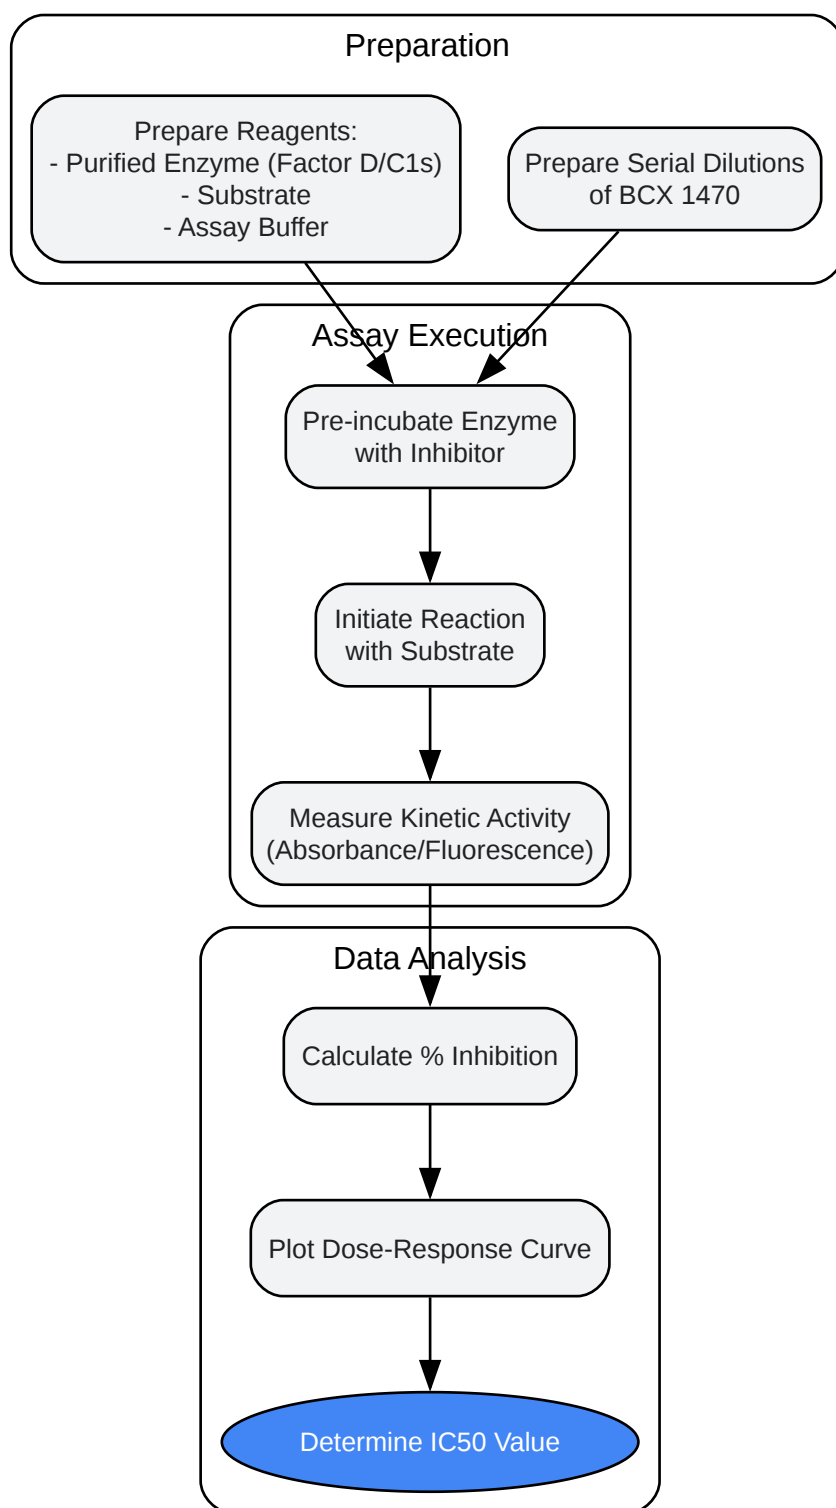 Preparation
Prepare Reagents:
- Purified Enzyme (Factor D/C1s)
- Substrate
- Assay Buffer
Prepare Serial Dilutions
of BCX 1470
Assay Execution
Pre-incubate Enzyme
with Inhibitor
Initiate Reaction
with Substrate
Measure Kinetic Activity
(Absorbance/Fluorescence)
Data Analysis
Calculate % Inhibition
Plot Dose-Response Curve
Determine IC50 Value